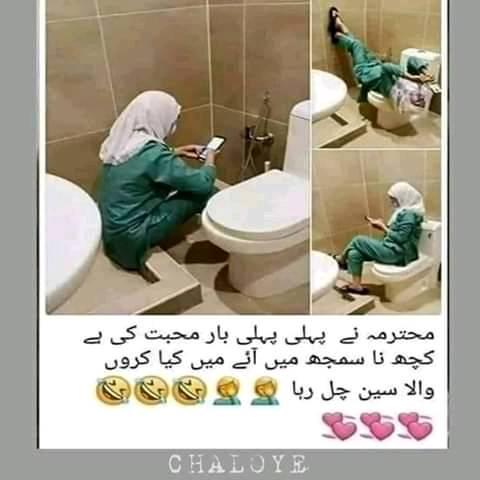 محترمہ نے پہلی پہلی بار محبت کی ہے
کچھ نا سمجھ میں آئے میں کیا کروں
والا سین چل رہا 🤦‍♀️🤦‍♀️🤣🤣🤣
💞💞💞
CHALOYE